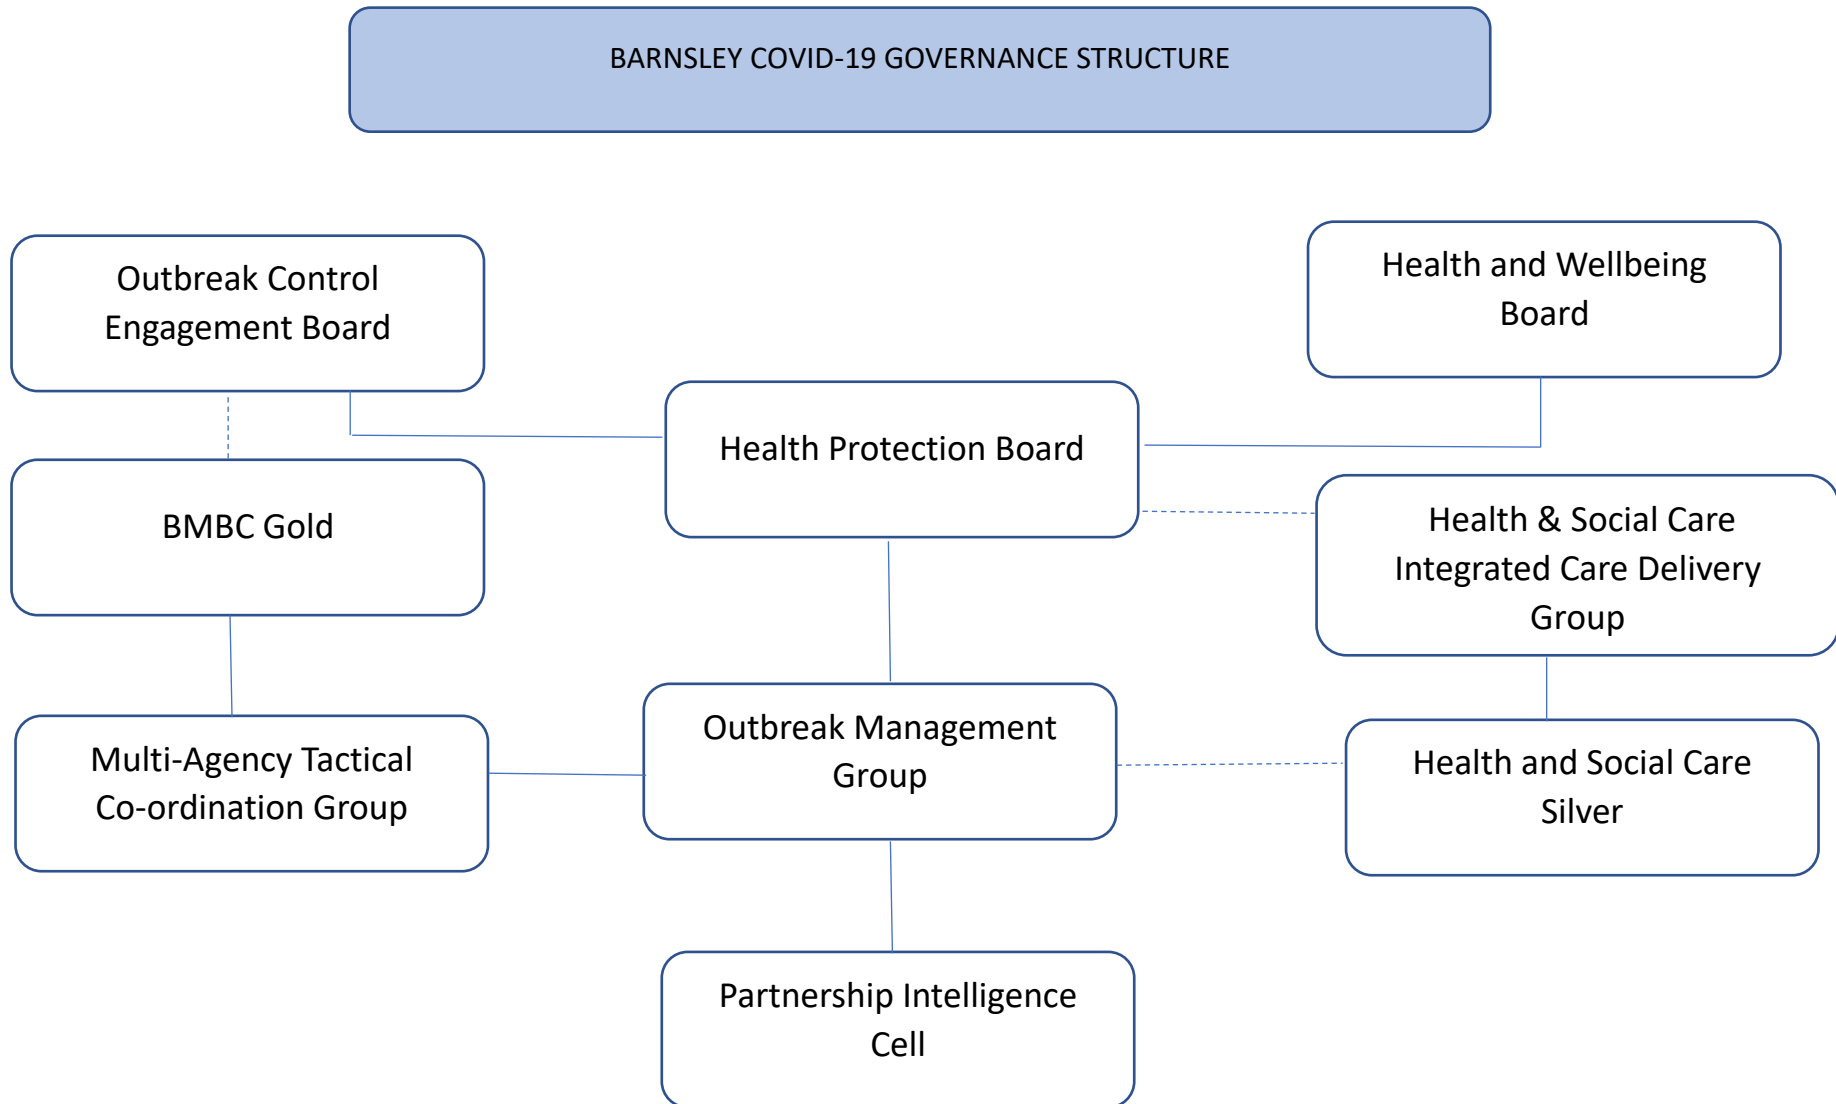 BARNSLEY COVID-19 GOVERNANCE STRUCTURE
Outbreak Control
Engagement Board
Health and Wellbeing
Board
Health Protection Board
BMBC Gold
Health & Social Care
Integrated Care Delivery
Group
Multi-Agency Tactical
Co-ordination Group
Outbreak Management
Group
Health and Social Care
Silver
Partnership Intelligence
Cell